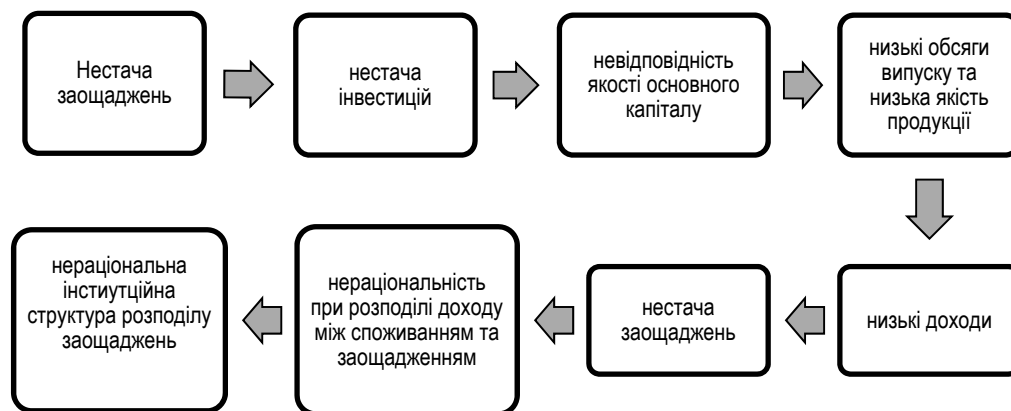 Нестача
заощаджень
нестача
інвестицій
невідповідність
якості основного
капіталу
низькі обсяги
випуску та
низька якість
продукції
низькі доходи
нестача
заощаджень
нераціональність
при розподілі доходу
між споживанням та
заощадженням
нераціональна
інстиутційна
структура розподілу
заощаджень